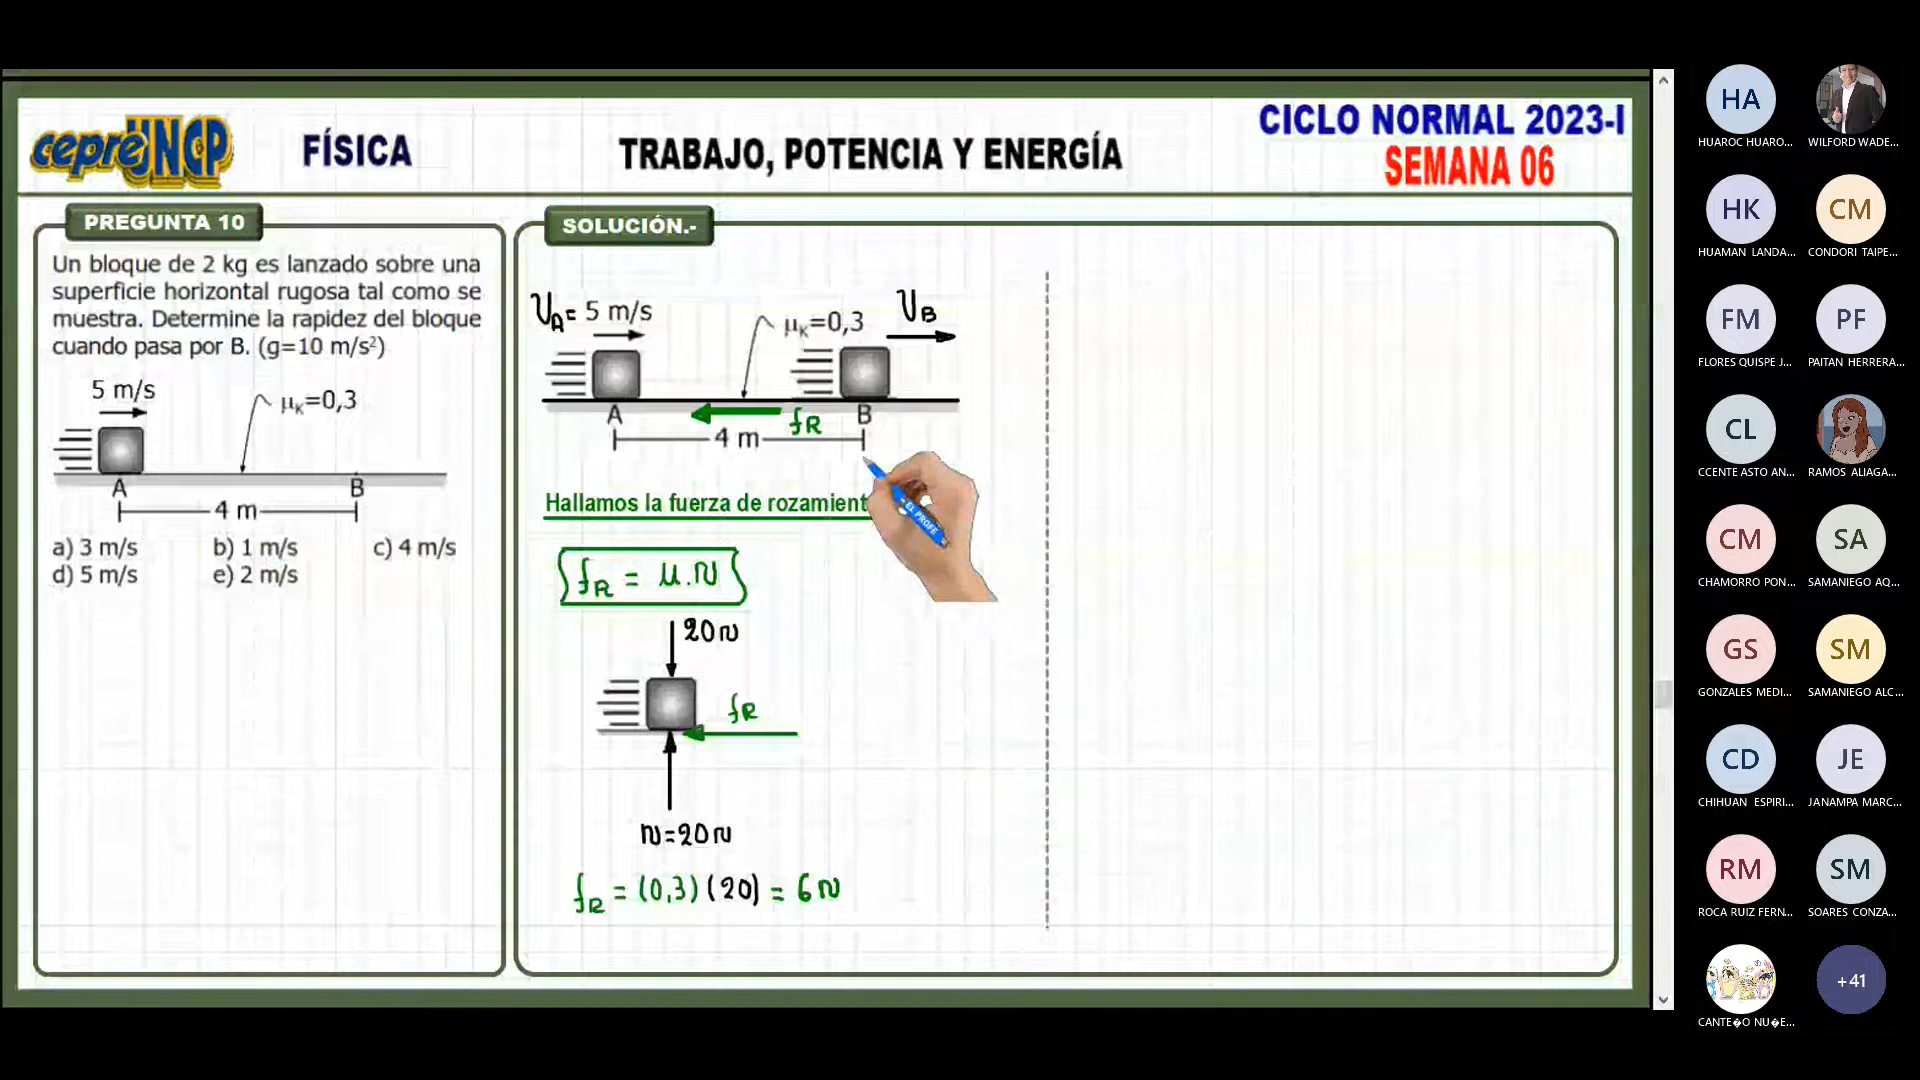 cepre UNCP
FÍSICA
TRABAJO, POTENCIA Y ENERGÍA
CICLO NORMAL 2023-I
SEMANA 06
PREGUNTA 10
Un bloque de 2 kg es lanzado sobre una
superficie horizontal rugosa tal como se
muestra. Determine la rapidez del bloque
cuando pasa por B. (g=10 m/s²)
5 m/s
μK=0,3
A
B
4 m
a) 3 m/s b) 1 m/s c) 4 m/s
d) 5 m/s e) 2 m/s
SOLUCIÓN.-
VA= 5 m/s
μK=0,3
VB
A
fR
B
4 m
Hallamos la fuerza de rozamient
EL PROFE
fR = μ.N
20N
fR
N=20N
fR = (0,3)(20) = 6N
HA
HUAROC HUARO...
WILFORD WADE...
HK
HUAMAN LANDA...
CM
CONDORI TAIPE...
FM
FLORES QUISPE J...
PF
PAITAN HERRERA...
CL
CCENTE ASTO AN...
RAMOS ALIAGA...
CM
CHAMORRO PON...
SA
SAMANIEGO AQ...
GS
GONZALES MEDI...
SM
SAMANIEGO ALC...
CD
CHIHUAN ESPIRI...
JE
JANAMPA MARC...
RM
ROCA RUIZ FERN...
SM
SOARES CONZA...
CANTE�O NU�E...
+41